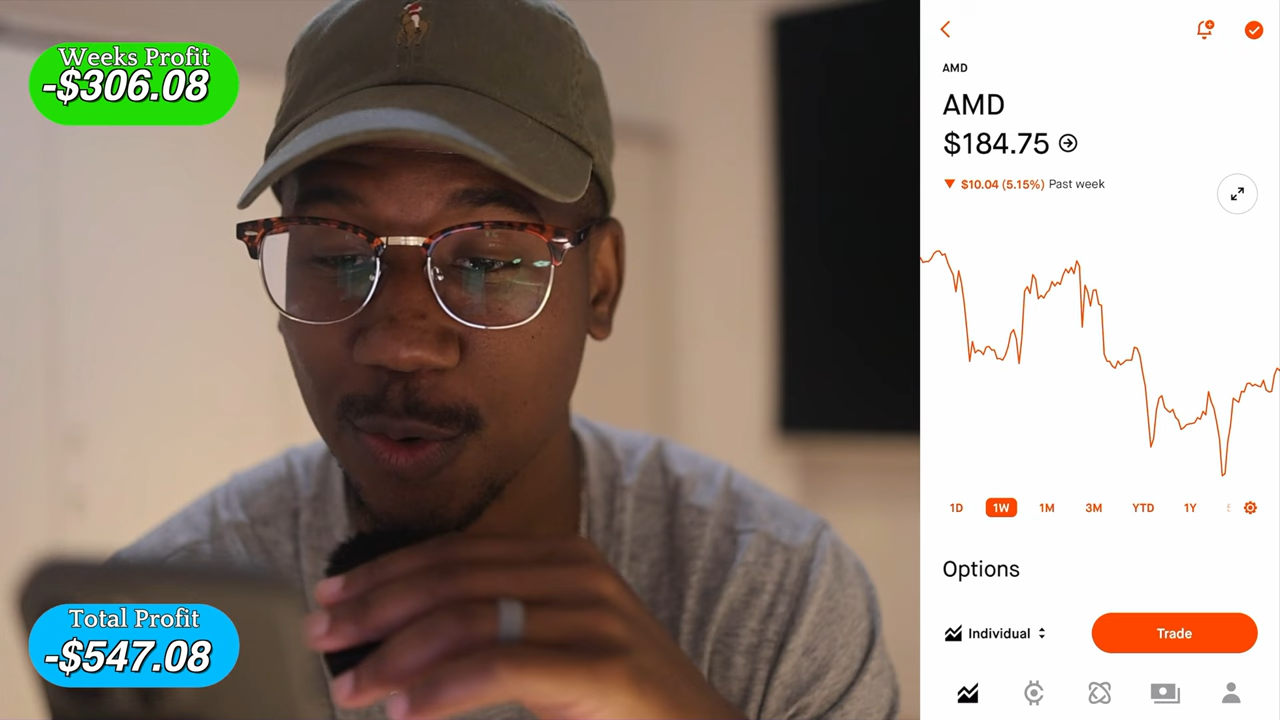 Weeks Profit
-$306.08
Total Profit
-$547.08
AMD
AMD
$184.75
$10.04 (5.15%) Past week
1D 1W 1M 3M YTD 1Y
Options
Individual
Trade